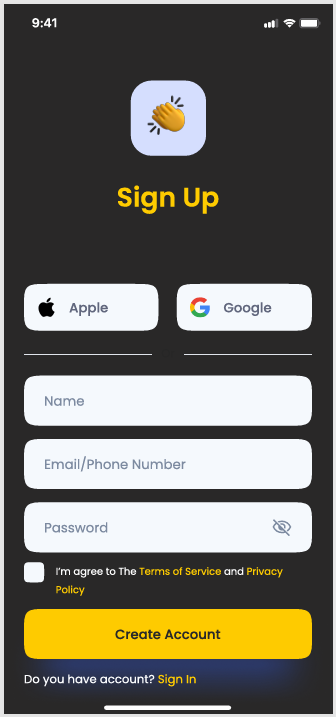 9:41
Sign Up
Apple
Google
Name
Email/Phone Number
Password
I'm agree to The Terms of Service and Privacy
Policy
Create Account
Do you have account? Sign In